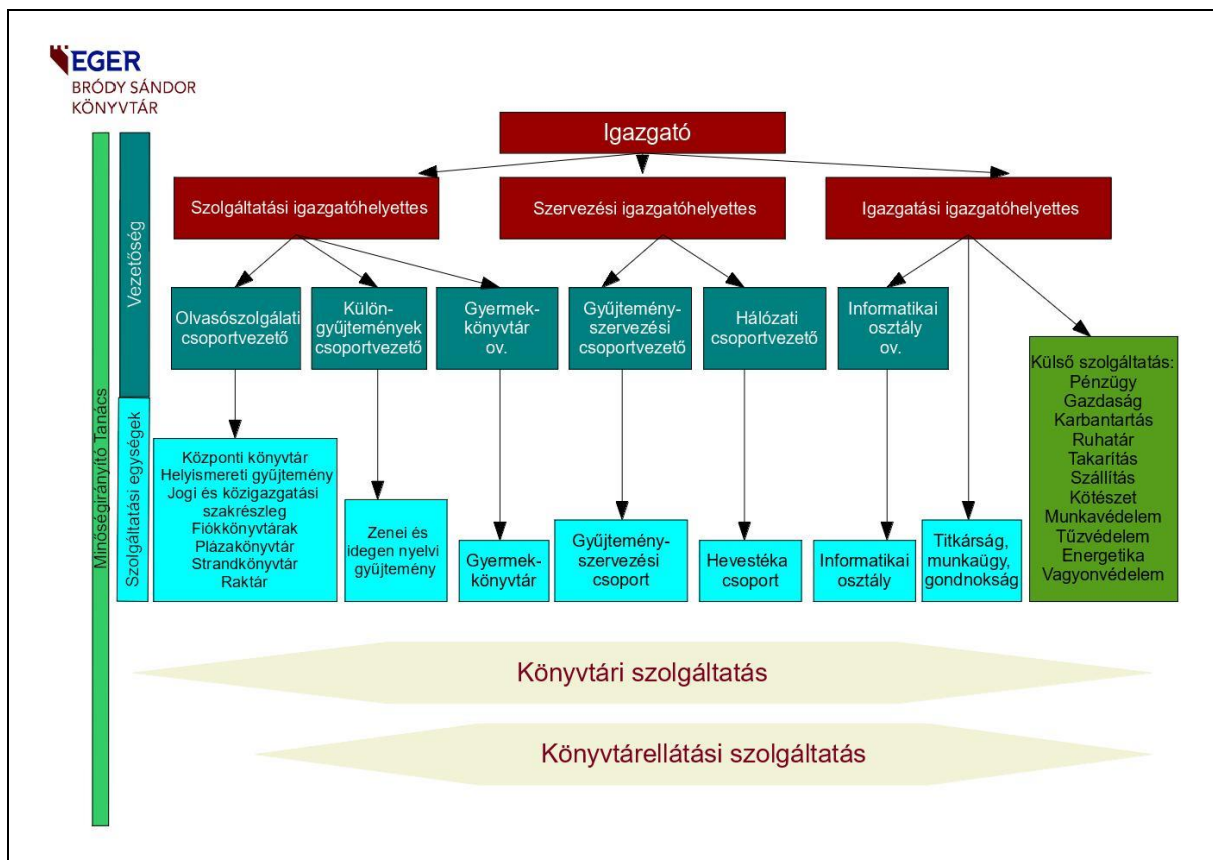 EGER
BRÓDY SÁNDOR
KÖNYVTÁR
Minőségirányító Tanács
Vezetőség
Szolgáltatási egységek
Igazgató
Szolgáltatási igazgatóhelyettes
Szervezési igazgatóhelyettes
Igazgatási igazgatóhelyettes
Olvasószolgálati
csoportvezető
Külön-
gyűjtemények
csoportvezető
Gyermek-
könyvtár
ov.
Gyűjtemény-
szervezési
csoportvezető
Hálózati
csoportvezető
Informatikai
osztály
ov.
Külső szolgáltatás:
Pénzügy
Gazdaság
Karbantartás
Ruhatár
Takarítás
Szállítás
Kötészet
Munkavédelem
Tűzvédelem
Energetika
Vagyonvédelem
Központi könyvtár
Helyismereti gyűjtemény
Jogi és közigazgatási
szakrészleg
Fiókkönyvtárak
Plázakönyvtár
Strandkönyvtár
Raktár
Zenei és
idegen nyelvi
gyüjtemény
Gyermek-
könyvtár
Gyűjtemény-
szervezési
csoport
Hevestéka
csoport
Informatikai
osztály
Titkárság,
munkaügy,
gondnokság
Könyvtári szolgáltatás
Könyvtárellátási szolgáltatás